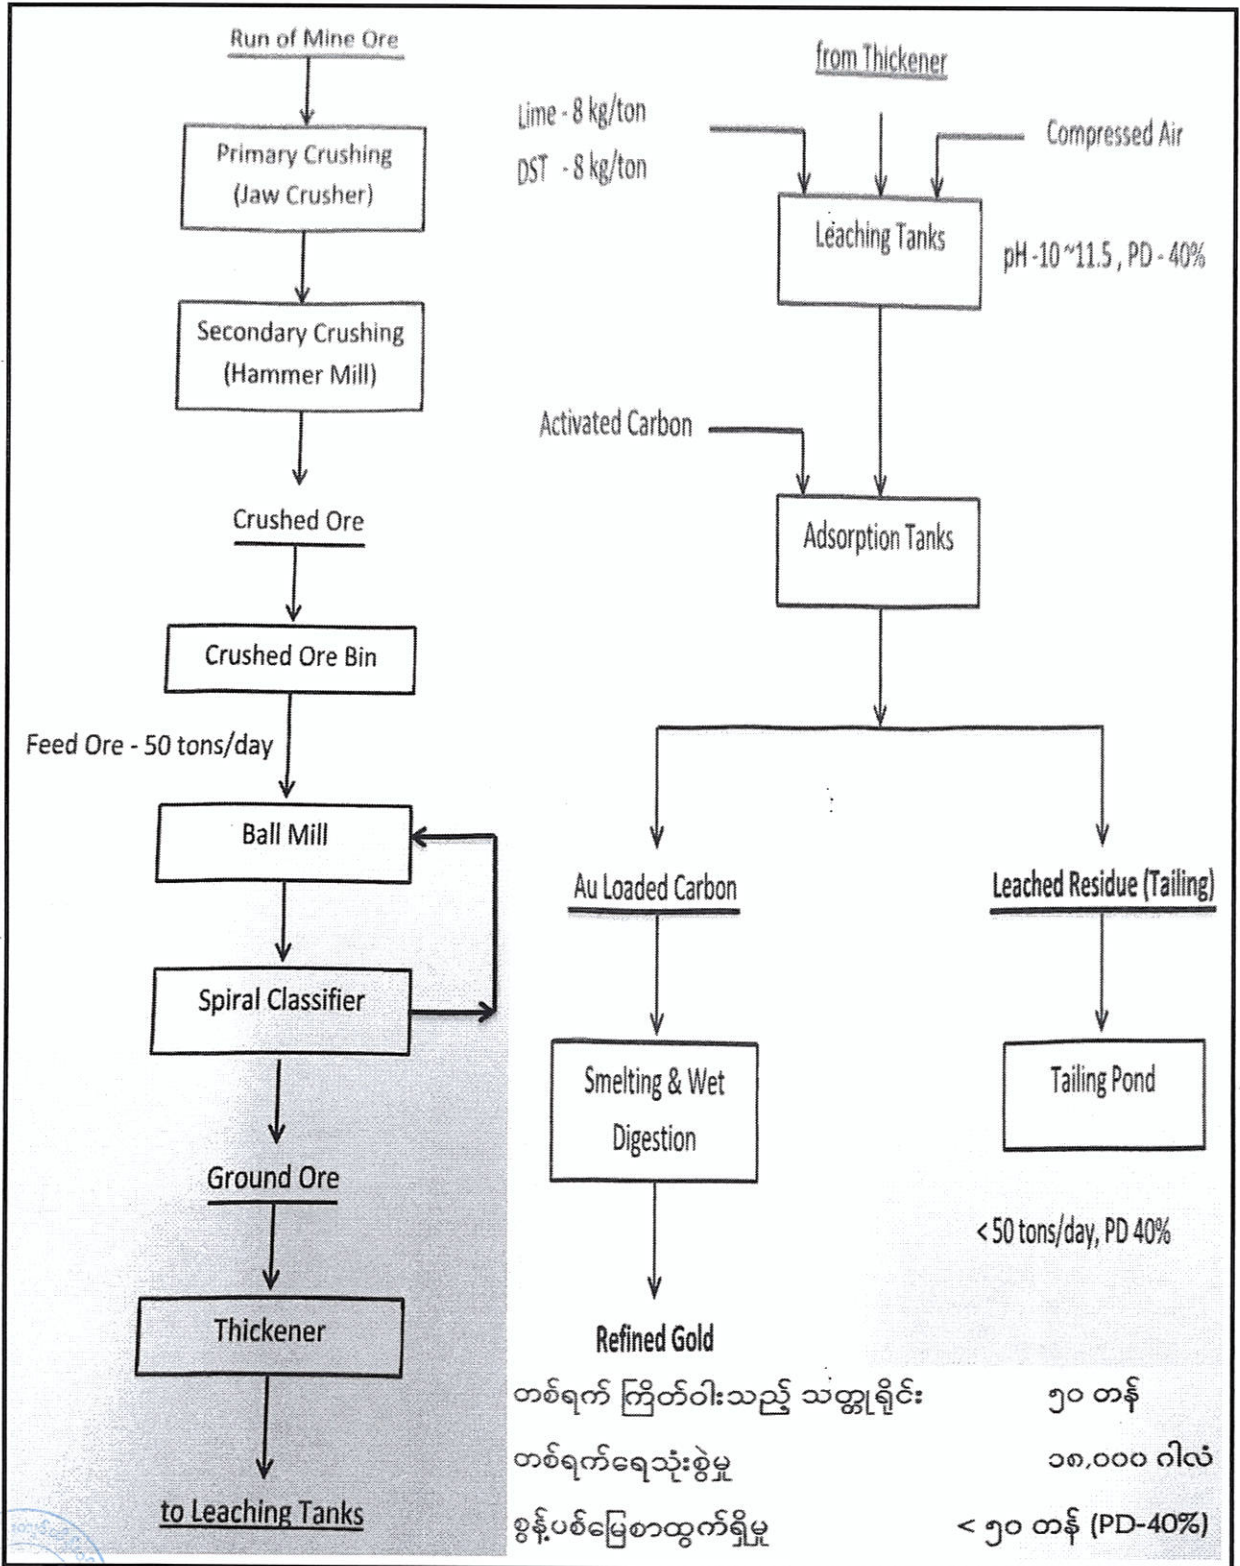 Run of Mine Ore
Primary Crushing
(Jaw Crusher)
Secondary Crushing
(Hammer Mill)
Crushed Ore
Crushed Ore Bin
Feed Ore - 50 tons/day
Ball Mill
Spiral Classifier
Ground Ore
Thickener
to Leaching Tanks
from Thickener
Lime - 8 kg/ton
DST - 8 kg/ton
Compressed Air
Leaching Tanks
pH -10 ~11.5 , PD - 40%
Activated Carbon
Adsorption Tanks
Au Loaded Carbon
Leached Residue (Tailing)
Smelting & Wet
Digestion
Tailing Pond
< 50 tons/day, PD 40%
Refined Gold
တစ်ရက် ကြိတ်ဝါးသည့် သတ္တုရိုင်း ၅၀ တန်
တစ်ရက်ရေသုံးစွဲမှု ၁၈,၀၀၀ ဂါလံ
စွန့်ပစ်မြေစာထွက်ရှိမှု < ၅၀ တန် (PD-40%)